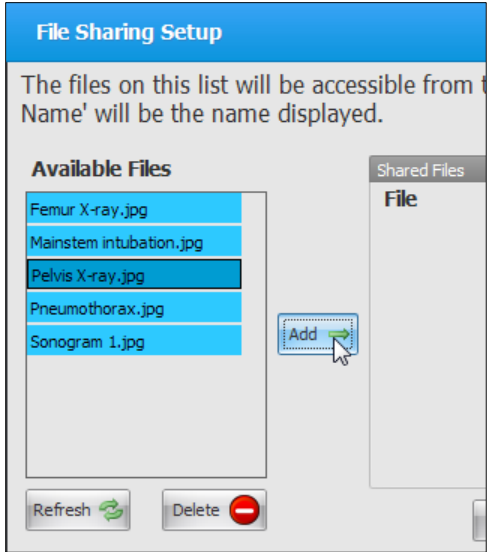 File Sharing Setup
The files on this list will be accessible from
Name' will be the name displayed.
Available Files
Femur X-ray.jpg
Mainstem intubation.jpg
Pelvis X-ray.jpg
Pneumothorax.jpg
Sonogram 1.jpg
Refresh
Delete
Add
Shared Files
File